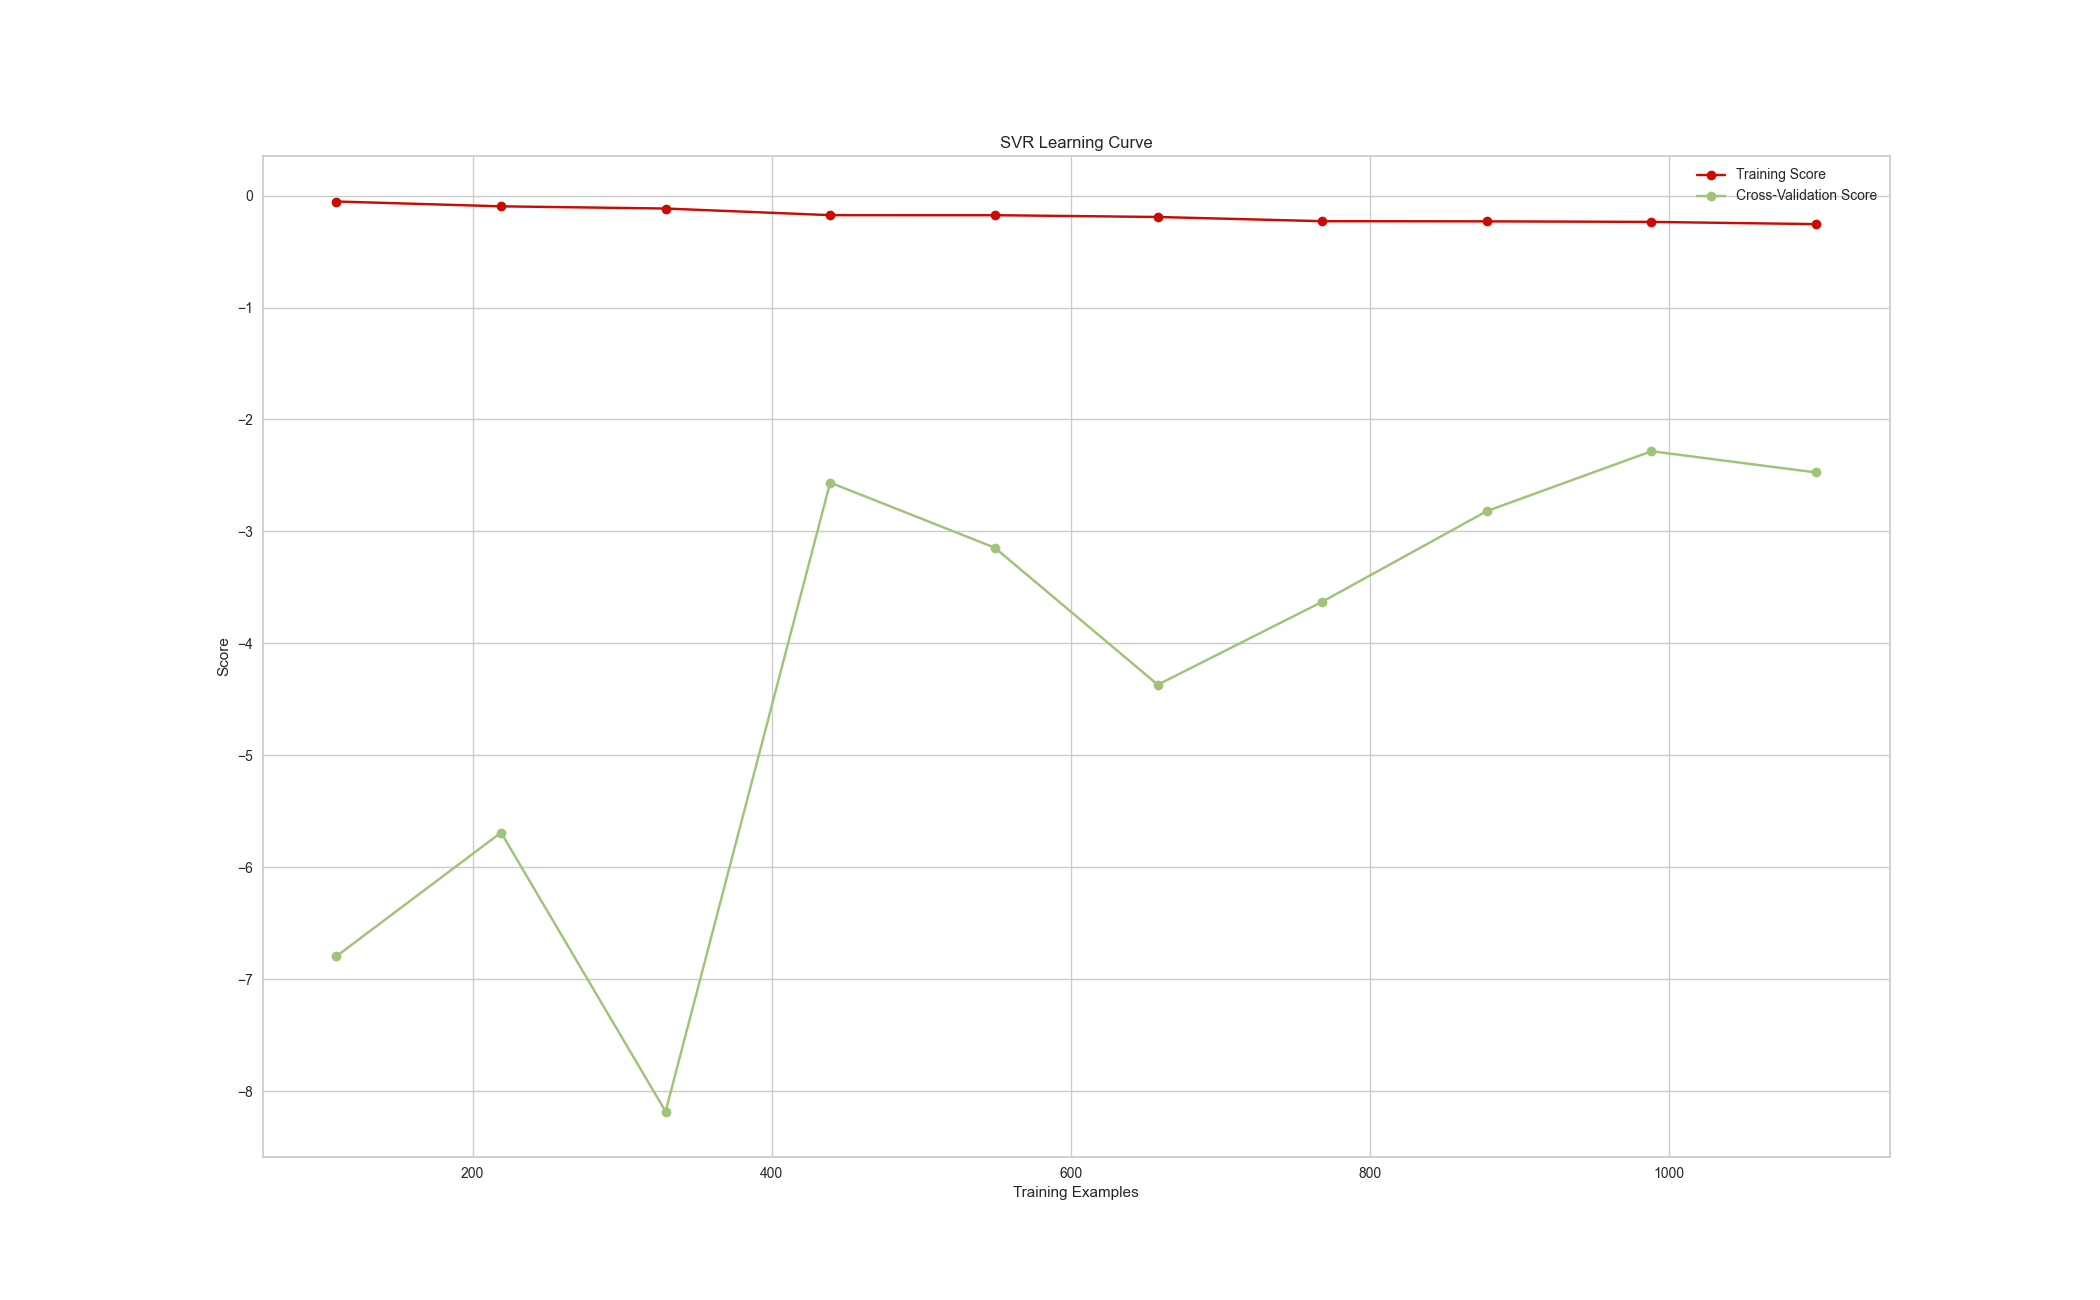 SVR Learning Curve
Training Score
Cross-Validation Score
0
−1
−2
−3
−4
−5
−6
−7
−8
Score
200 400 600 800 1000
Training Examples